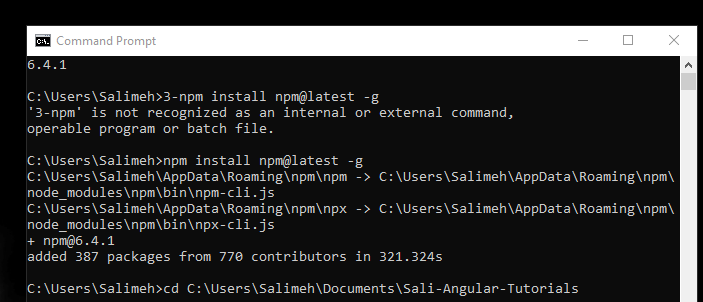 Command Prompt
6.4.1
C:\Users\Salimeh>3-npm install npm@latest -g
'3-npm' is not recognized as an internal or external command,
operable program or batch file.
C:\Users\Salimeh>npm install npm@latest -g
C:\Users\Salimeh\AppData\Roaming\npm\npm -> C:\Users\Salimeh\AppData\Roaming\npm\
node_modules\npm\bin\npm-cli.js
C:\Users\Salimeh\AppData\Roaming\npm\npx -> C:\Users\Salimeh\AppData\Roaming\npm\
node_modules\npm\bin\npx-cli.js
+ npm@6.4.1
added 387 packages from 770 contributors in 321.324s
C:\Users\Salimeh>cd C:\Users\Salimeh\Documents\Sali-Angular-Tutorials